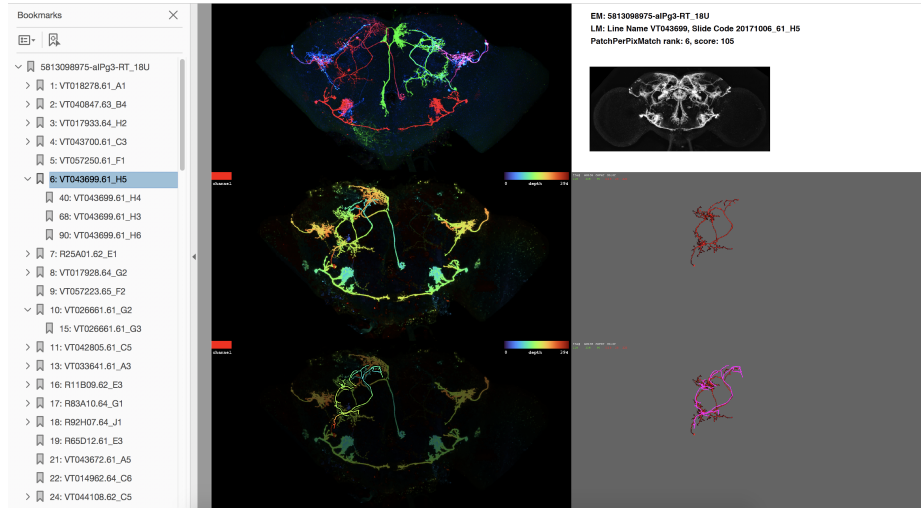 Bookmarks
5813098975-aIPg3-RT_18U
1: VT018278.61_A1
2: VT040847.63_B4
3: VT017933.64_H2
4: VT043700.61_C3
5: VT057250.61_F1
6: VT043699.61_H5
40: VT043699.61_H4
68: VT043699.61_H3
90: VT043699.61_H6
7: R25A01.62_E1
8: VT017928.64_G2
9: VT057223.65_F2
10: VT026661.61_G2
15: VT026661.61_G3
11: VT042805.61_C5
13: VT033641.61_A3
16: R11B09.62_E3
17: R83A10.64_G1
18: R92H07.64_J1
19: R65D12.61_E3
21: VT043672.61_A5
22: VT014962.64_C6
24: VT044108.62_C5
EM: 5813098975-aIPg3-RT_18U
LM: Line Name VT043699, Slide Code 20171006_61_H5
PatchPerPixMatch rank: 6, score: 105
channel
0 depth 194
channel
0 depth 194